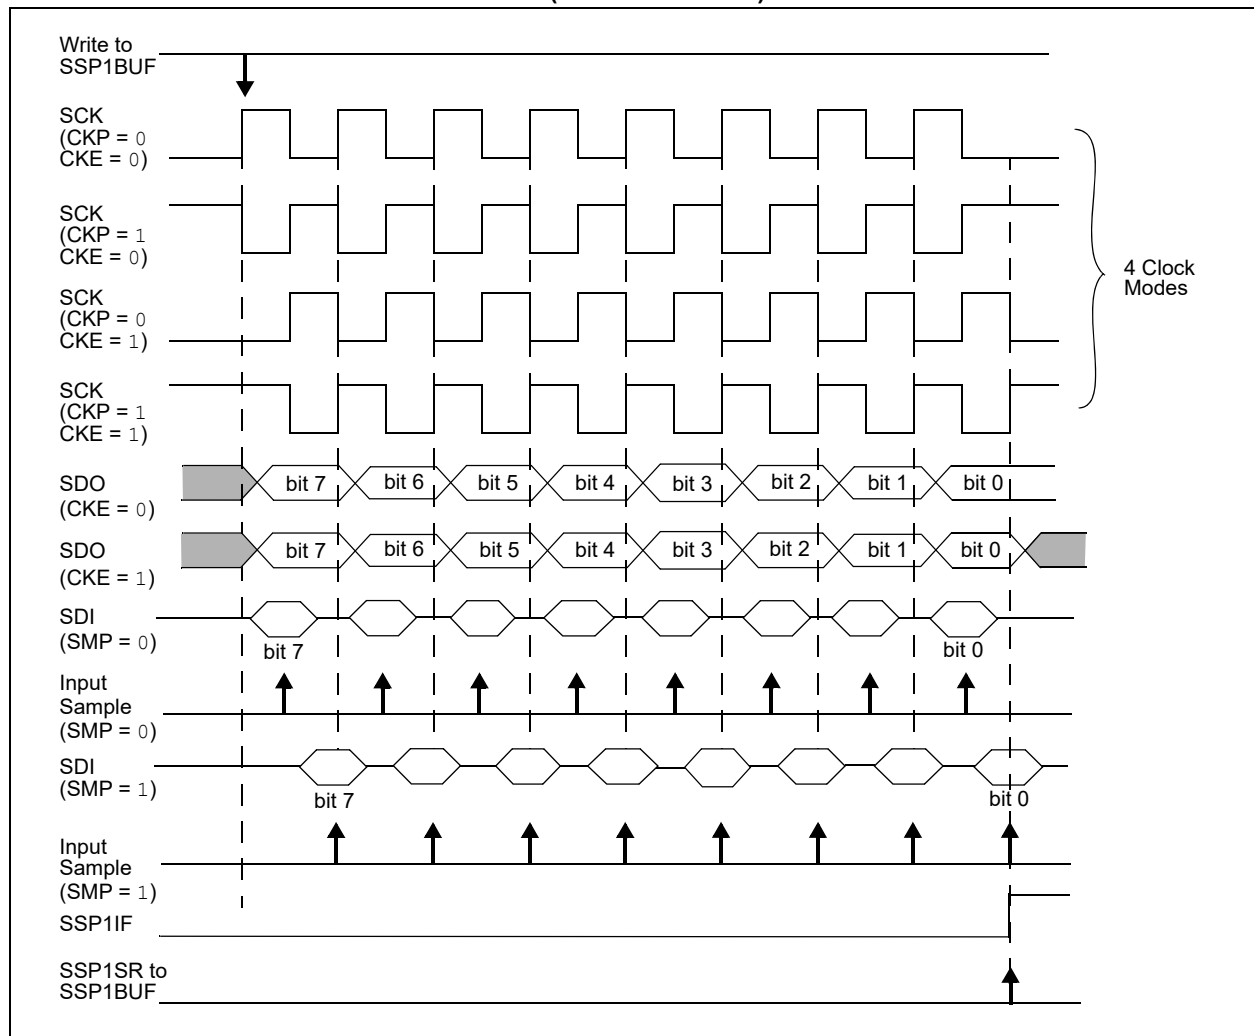 Write to
SSP1BUF
SCK
(CKP = 0
CKE = 0)
SCK
(CKP = 1
CKE = 0)
4 Clock
Modes
SCK
(CKP = 0
CKE = 1)
SCK
(CKP = 1
CKE = 1)
SDO
(CKE = 0)
bit 7 bit 6 bit 5 bit 4 bit 3 bit 2 bit 1 bit 0
SDO
(CKE = 1)
bit 7 bit 6 bit 5 bit 4 bit 3 bit 2 bit 1 bit 0
SDI
(SMP = 0)
bit 7 bit 0
Input
Sample
(SMP = 0)
SDI
(SMP = 1)
bit 7 bit 0
Input
Sample
(SMP = 1)
SSP1IF
SSP1SR to
SSP1BUF